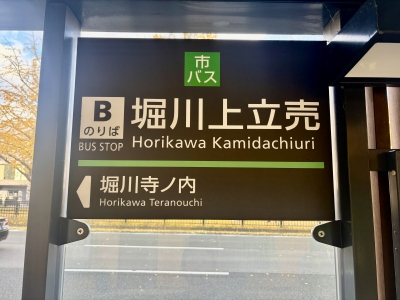 市
バス
B
のりば
BUS STOP
堀川上立売
Horikawa Kamidachiuri
堀川寺ノ内
Horikawa Teranouchi